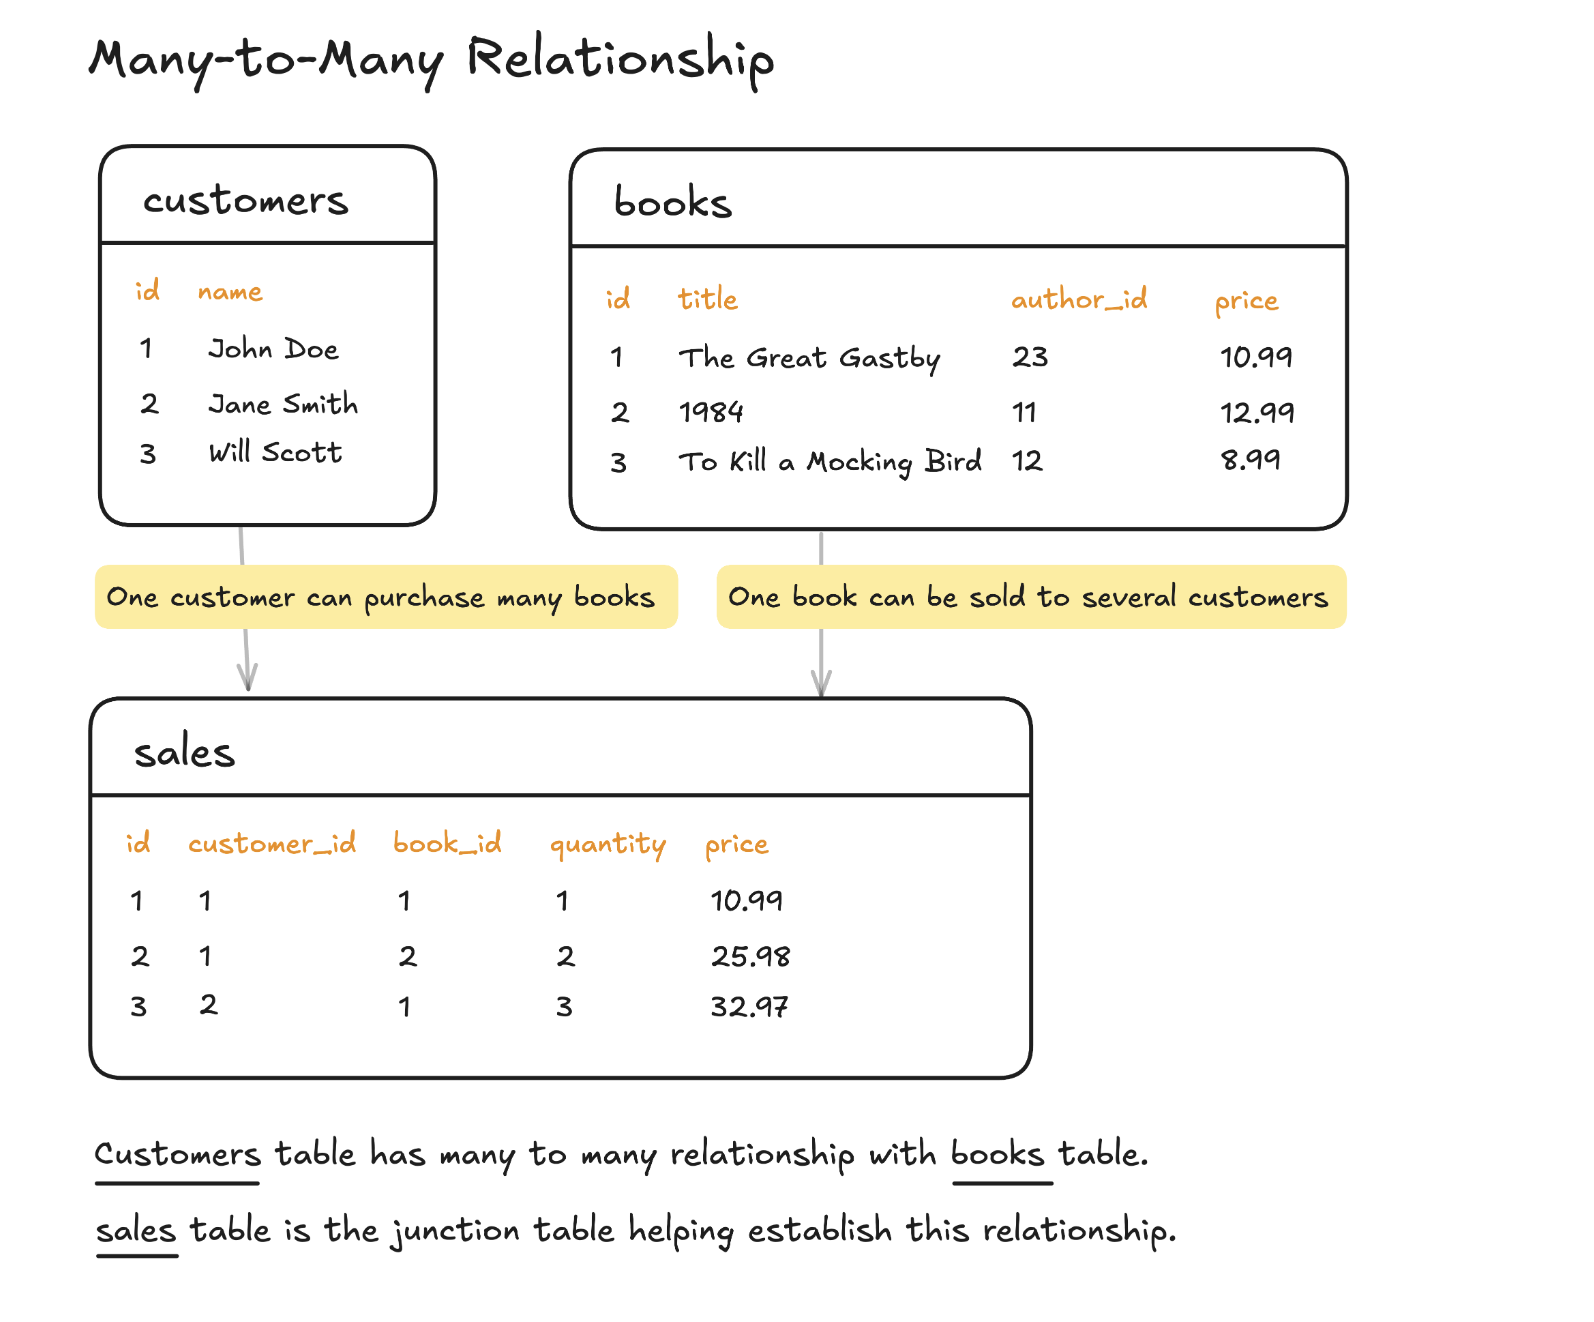 Many-to-Many Relationship
customers
id name
1 John Doe
2 Jane Smith
3 Will Scott
books
id title author_id price
1 The Great Gastby 23 10.99
2 1984 11 12.99
3 To Kill a Mocking Bird 12 8.99
One customer can purchase many books
One book can be sold to several customers
sales
id customer_id book_id quantity price
1 1 1 1 10.99
2 1 2 2 25.98
3 2 1 3 32.97
Customers table has many to many relationship with books table.
sales table is the junction table helping establish this relationship.